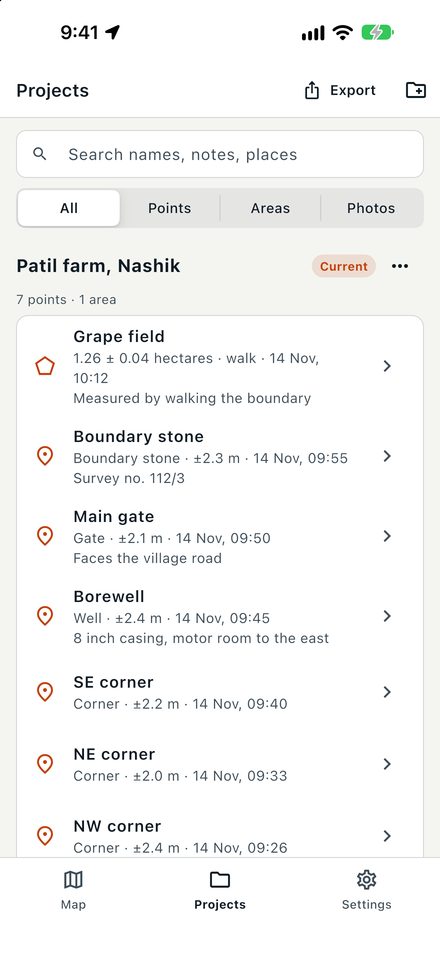 9:41
Projects
Export
Search names, notes, places
All Points Areas Photos
Patil farm, Nashik
Current
7 points · 1 area
Grape field
1.26 ± 0.04 hectares · walk · 14 Nov,
10:12
Measured by walking the boundary
Boundary stone
Boundary stone · ±2.3 m · 14 Nov, 09:55
Survey no. 112/3
Main gate
Gate · ±2.1 m · 14 Nov, 09:50
Faces the village road
Borewell
Well · ±2.4 m · 14 Nov, 09:45
8 inch casing, motor room to the east
SE corner
Corner · ±2.2 m · 14 Nov, 09:40
NE corner
Corner · ±2.0 m · 14 Nov, 09:33
NW corner
Corner · ±2.4 m · 14 Nov, 09:26
Map Projects Settings